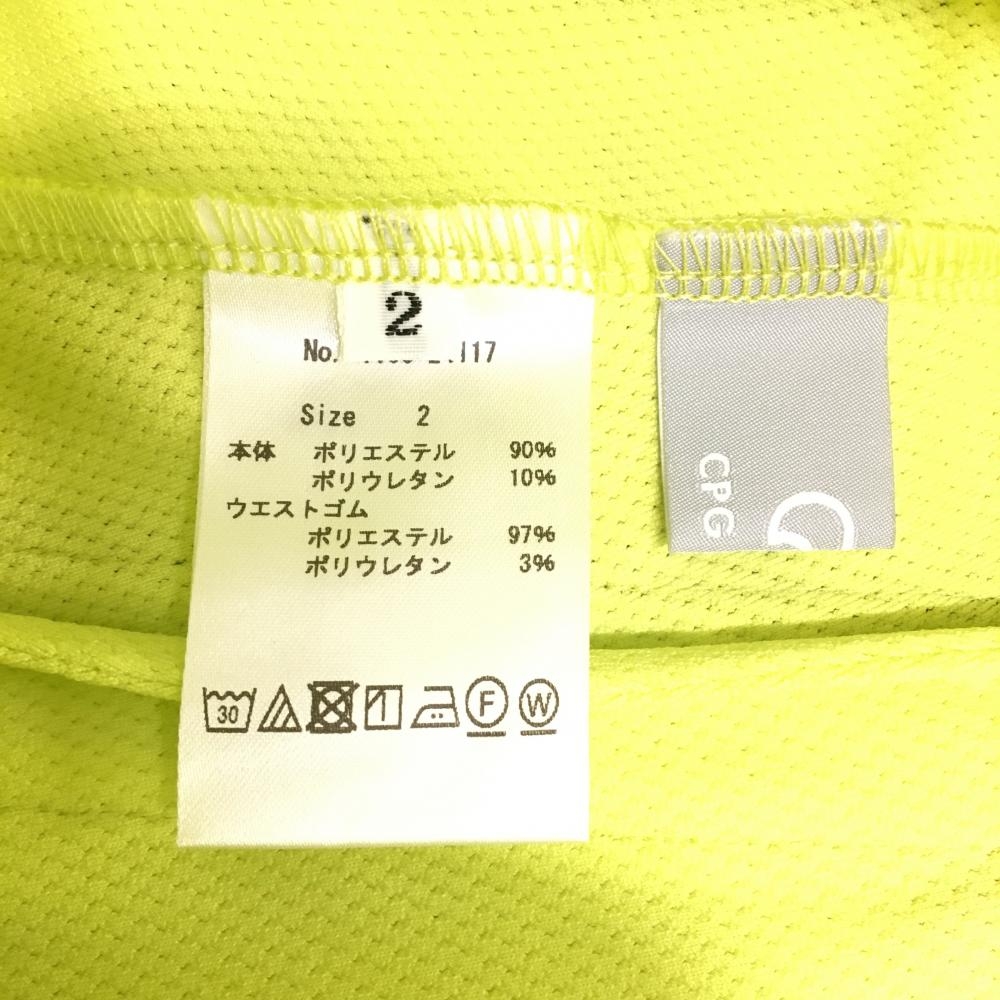 2
No.
117
Size 2
本体 ポリエステル 90%
ポリウレタン 10%
ウエストゴム
ポリエステル 97%
ポリウレタン 3%
30
F
W
CPG